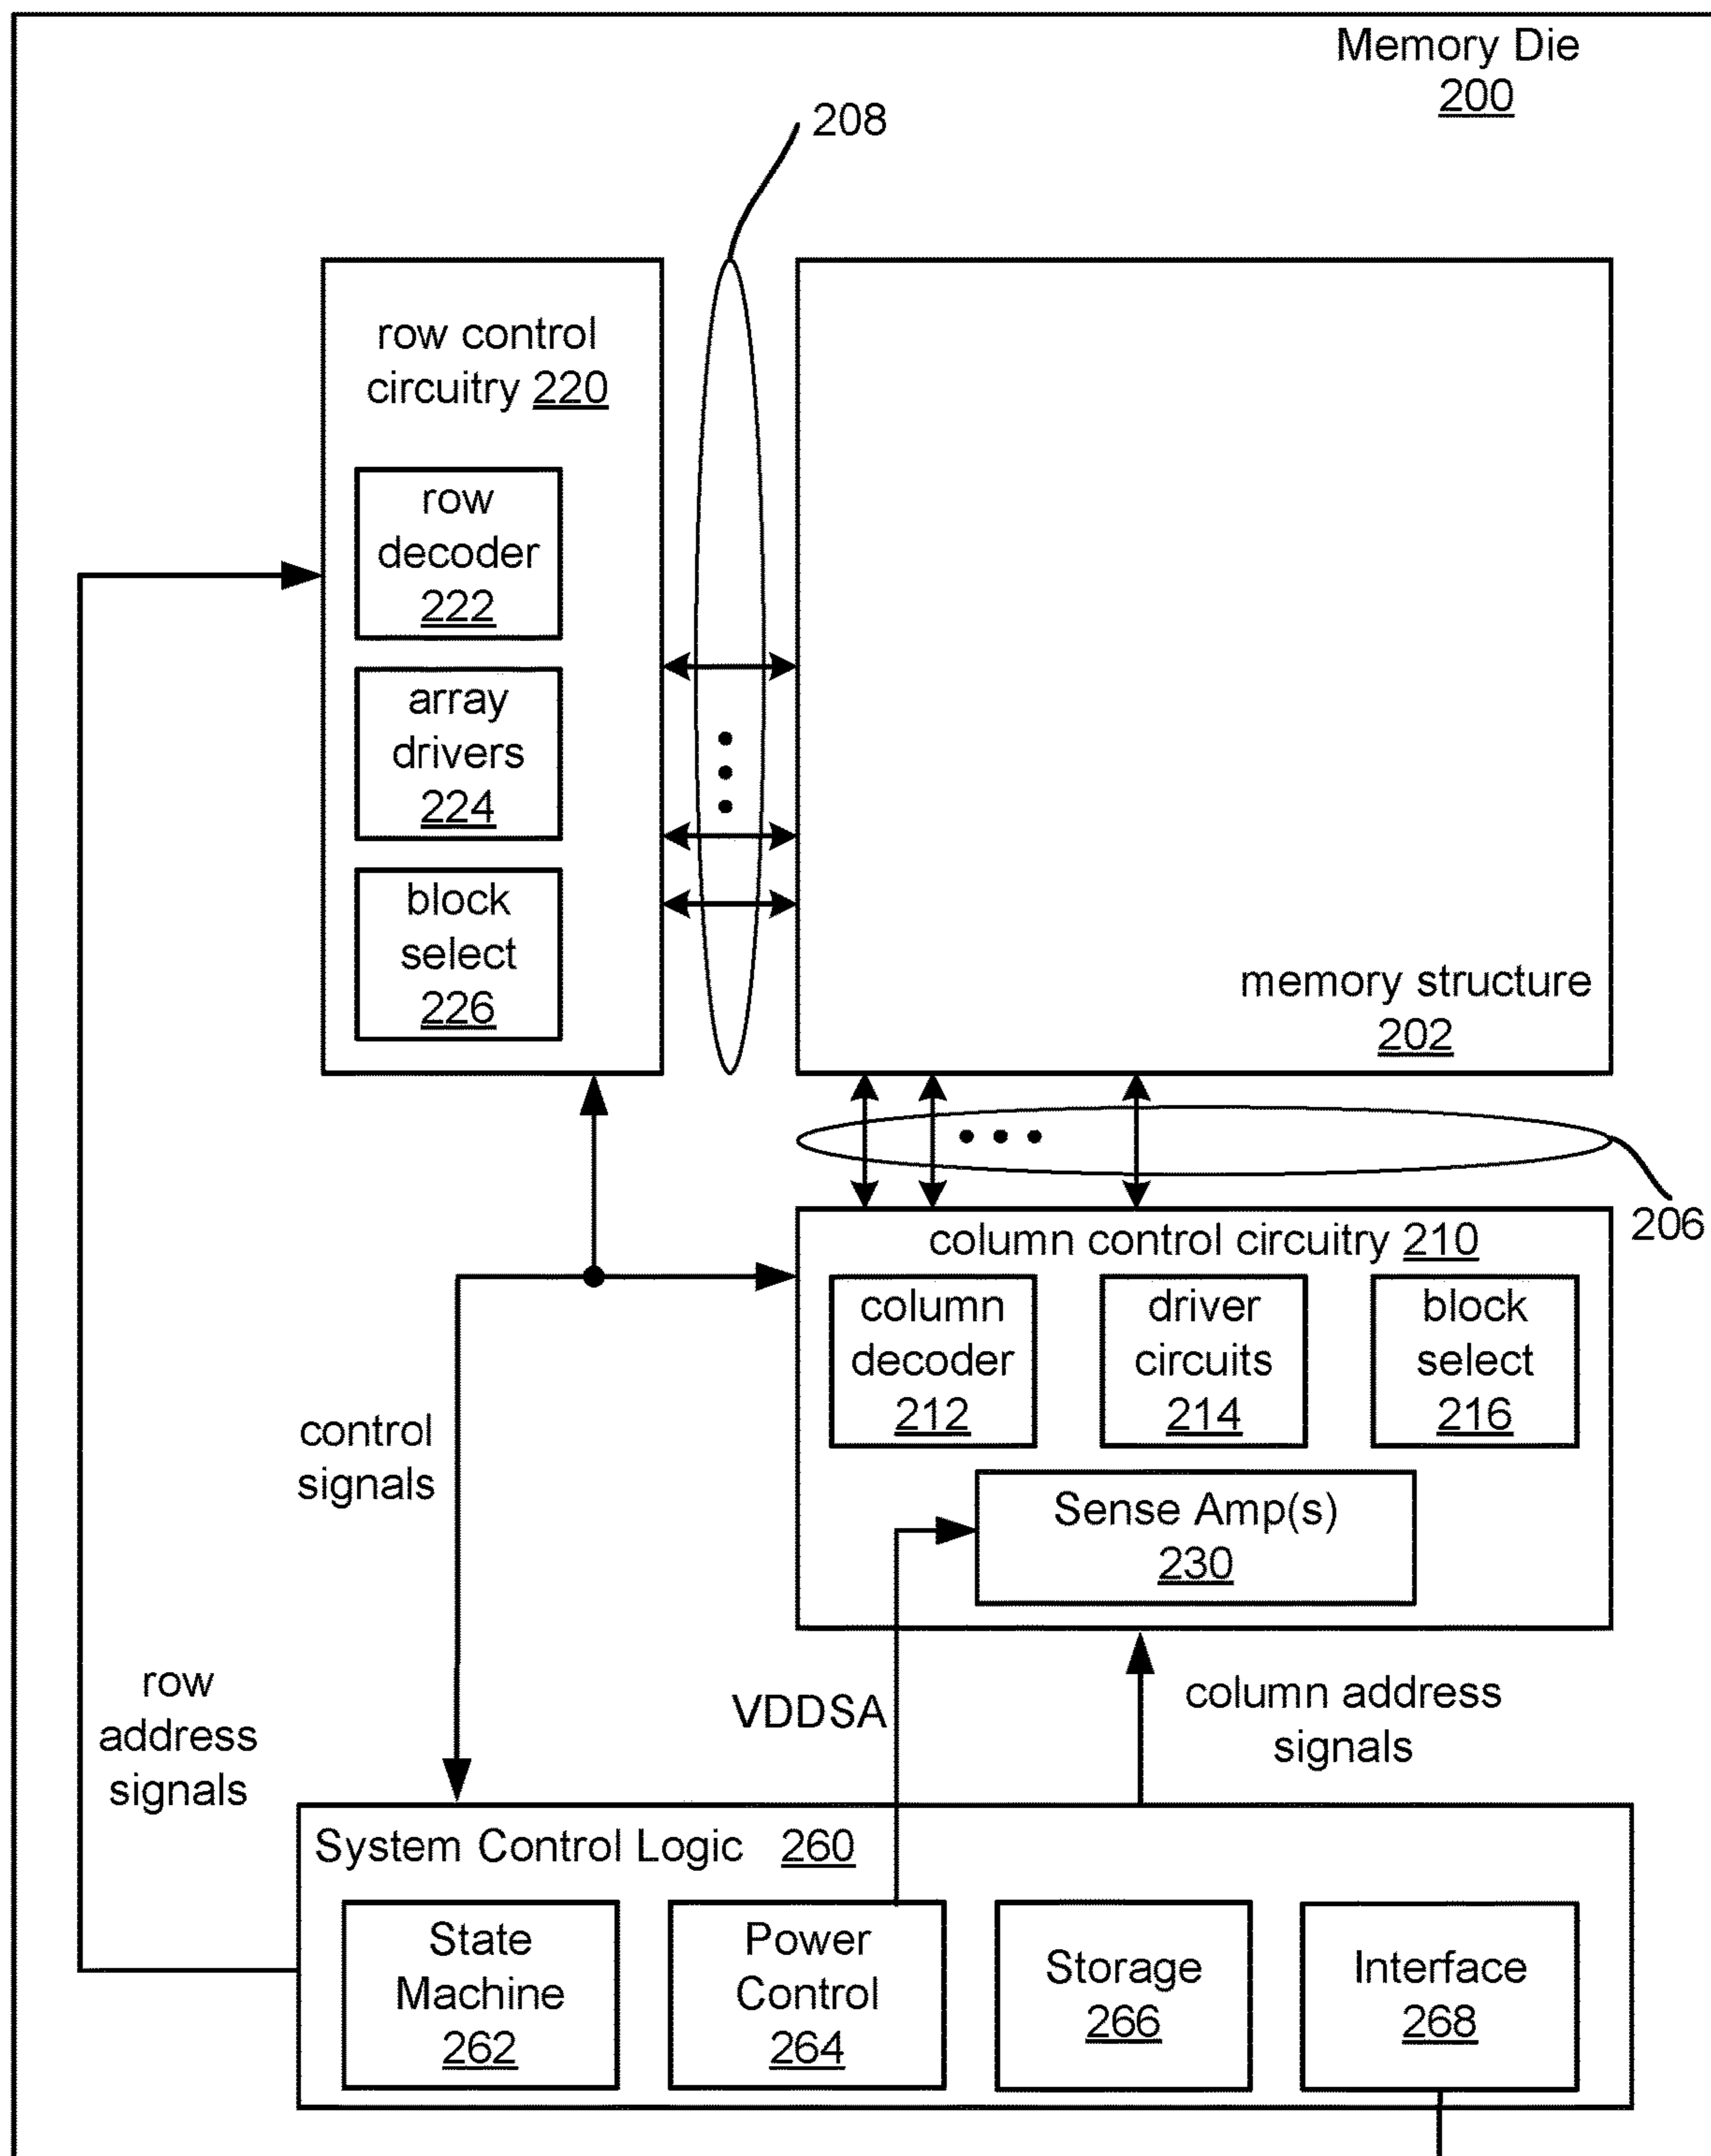 Memory Die
200
208
row control
circuitry 220
row
decoder
222
array
drivers
224
block
select
226
memory structure
202
206
column control circuitry 210
column
decoder
212
driver
circuits
214
block
select
216
Sense Amp(s)
230
control
signals
row
address
signals
VDDSA
column address
signals
System Control Logic 260
State
Machine
262
Power
Control
264
Storage
266
Interface
268